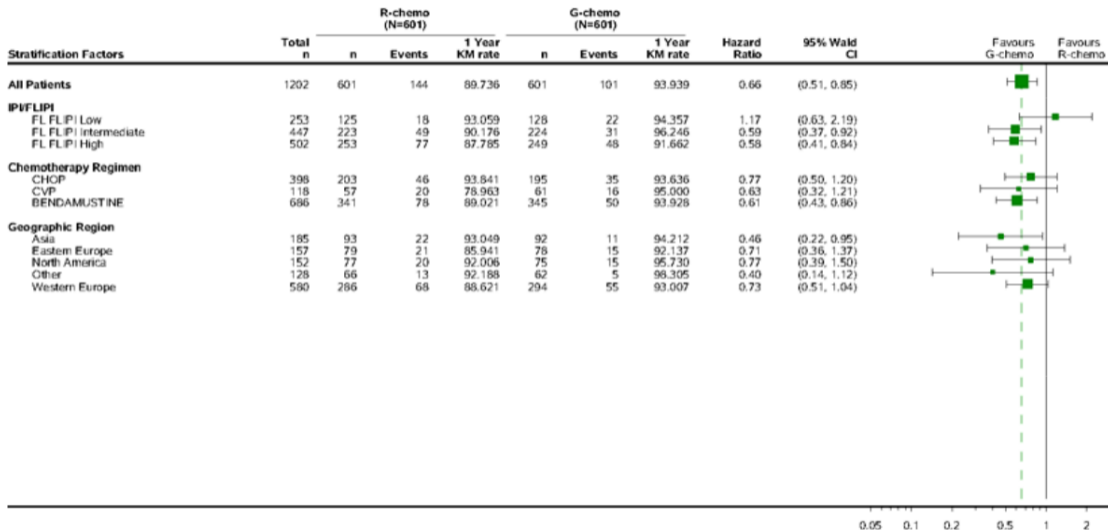 R-chemo (N=601) G-chemo (N=601)
Stratification Factors Total n n Events 1 Year KM rate n Events 1 Year KM rate Hazard Ratio 95% Wald CI Favours G-chemo Favours R-chemo
All Patients 1202 601 144 89.736 601 101 93.939 0.66 (0.51, 0.85)
IPI/FLIPI
FL FLIPI Low 253 125 18 93.059 128 22 94.357 1.17 (0.63, 2.19)
FL FLIPI Intermediate 447 223 49 90.176 224 31 96.246 0.59 (0.37, 0.92)
FL FLIPI High 502 253 77 87.785 249 48 91.662 0.58 (0.41, 0.84)
Chemotherapy Regimen
CHOP 398 203 46 93.841 195 35 93.636 0.77 (0.50, 1.20)
CVP 118 57 20 78.963 61 16 95.000 0.63 (0.32, 1.21)
BENDAMUSTINE 686 341 78 89.021 345 50 93.928 0.61 (0.43, 0.86)
Geographic Region
Asia 185 93 22 93.049 92 11 94.212 0.46 (0.22, 0.95)
Eastern Europe 157 79 21 85.941 78 15 92.137 0.71 (0.36, 1.37)
North America 152 77 20 92.006 75 15 95.730 0.77 (0.39, 1.50)
Other 128 66 13 92.188 62 5 98.305 0.40 (0.14, 1.12)
Western Europe 580 286 68 88.621 294 55 93.007 0.73 (0.51, 1.04)
0.05 0.1 0.2 0.5 1 2